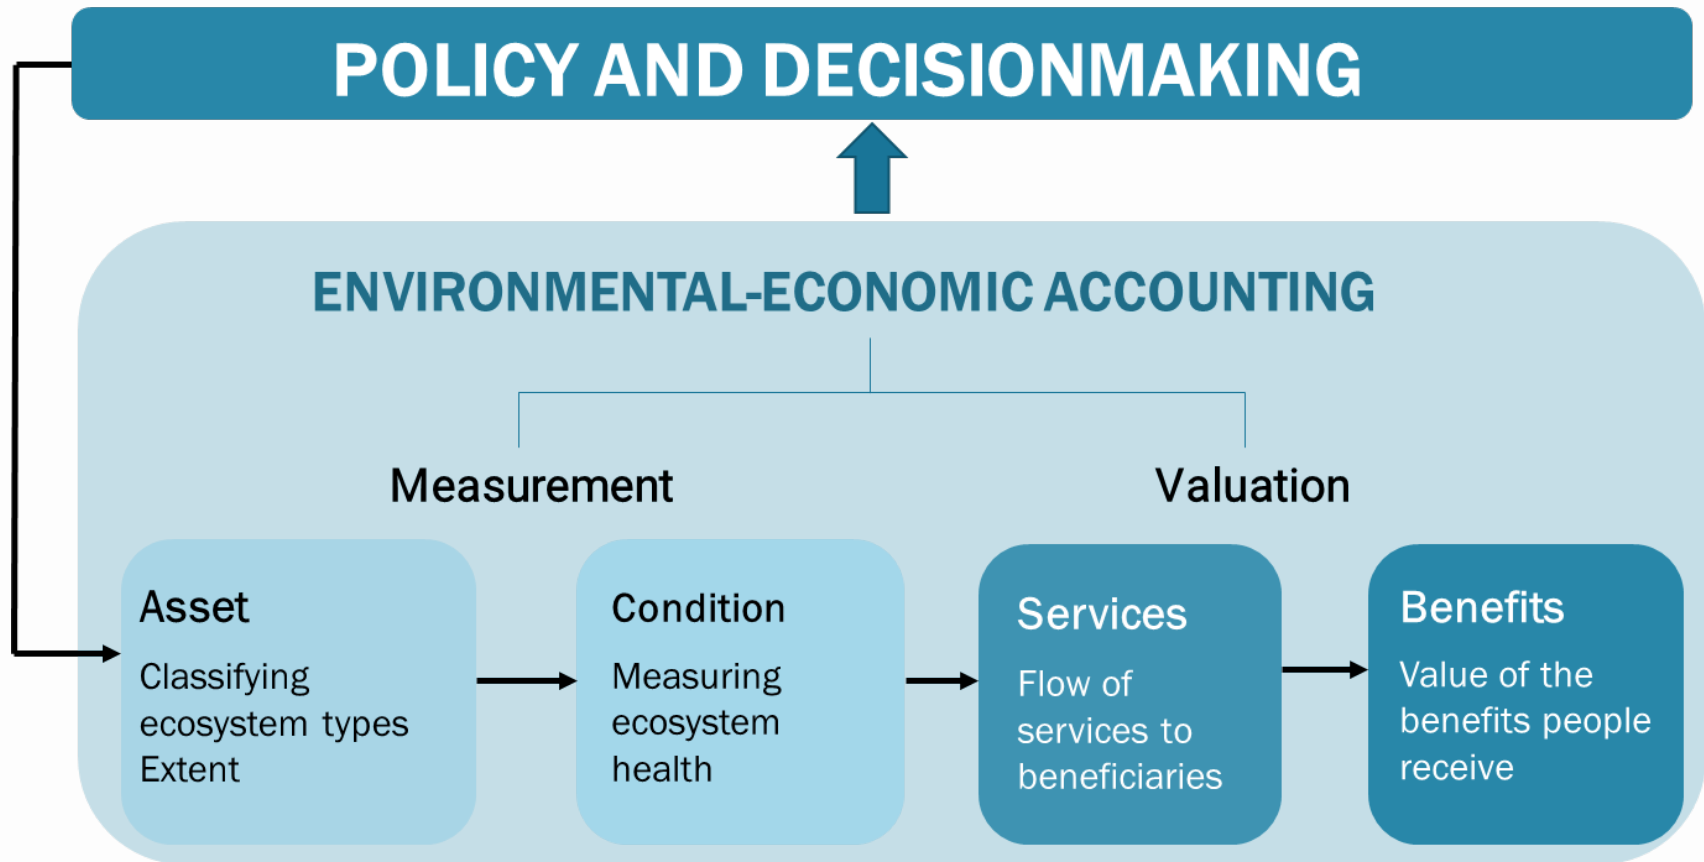 POLICY AND DECISIONMAKING
ENVIRONMENTAL-ECONOMIC ACCOUNTING
Measurement
Valuation
Asset
Classifying
ecosystem types
Extent
Condition
Measuring
ecosystem
health
Services
Flow of
services to
beneficiaries
Benefits
Value of the
benefits people
receive